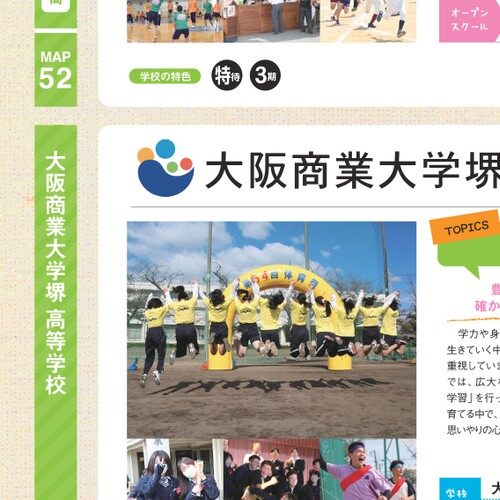 MAP
52
オープン
スクール
学校の特色
特待
3期
大阪商業大学堺 高等学校
大阪商業大学堺
第54回体育祭
TOPICS
豊
確か
学力や身
生きていく中
重視していま
では、広大な
学習」を行っ
育てる中で、
思いやりの心
学校